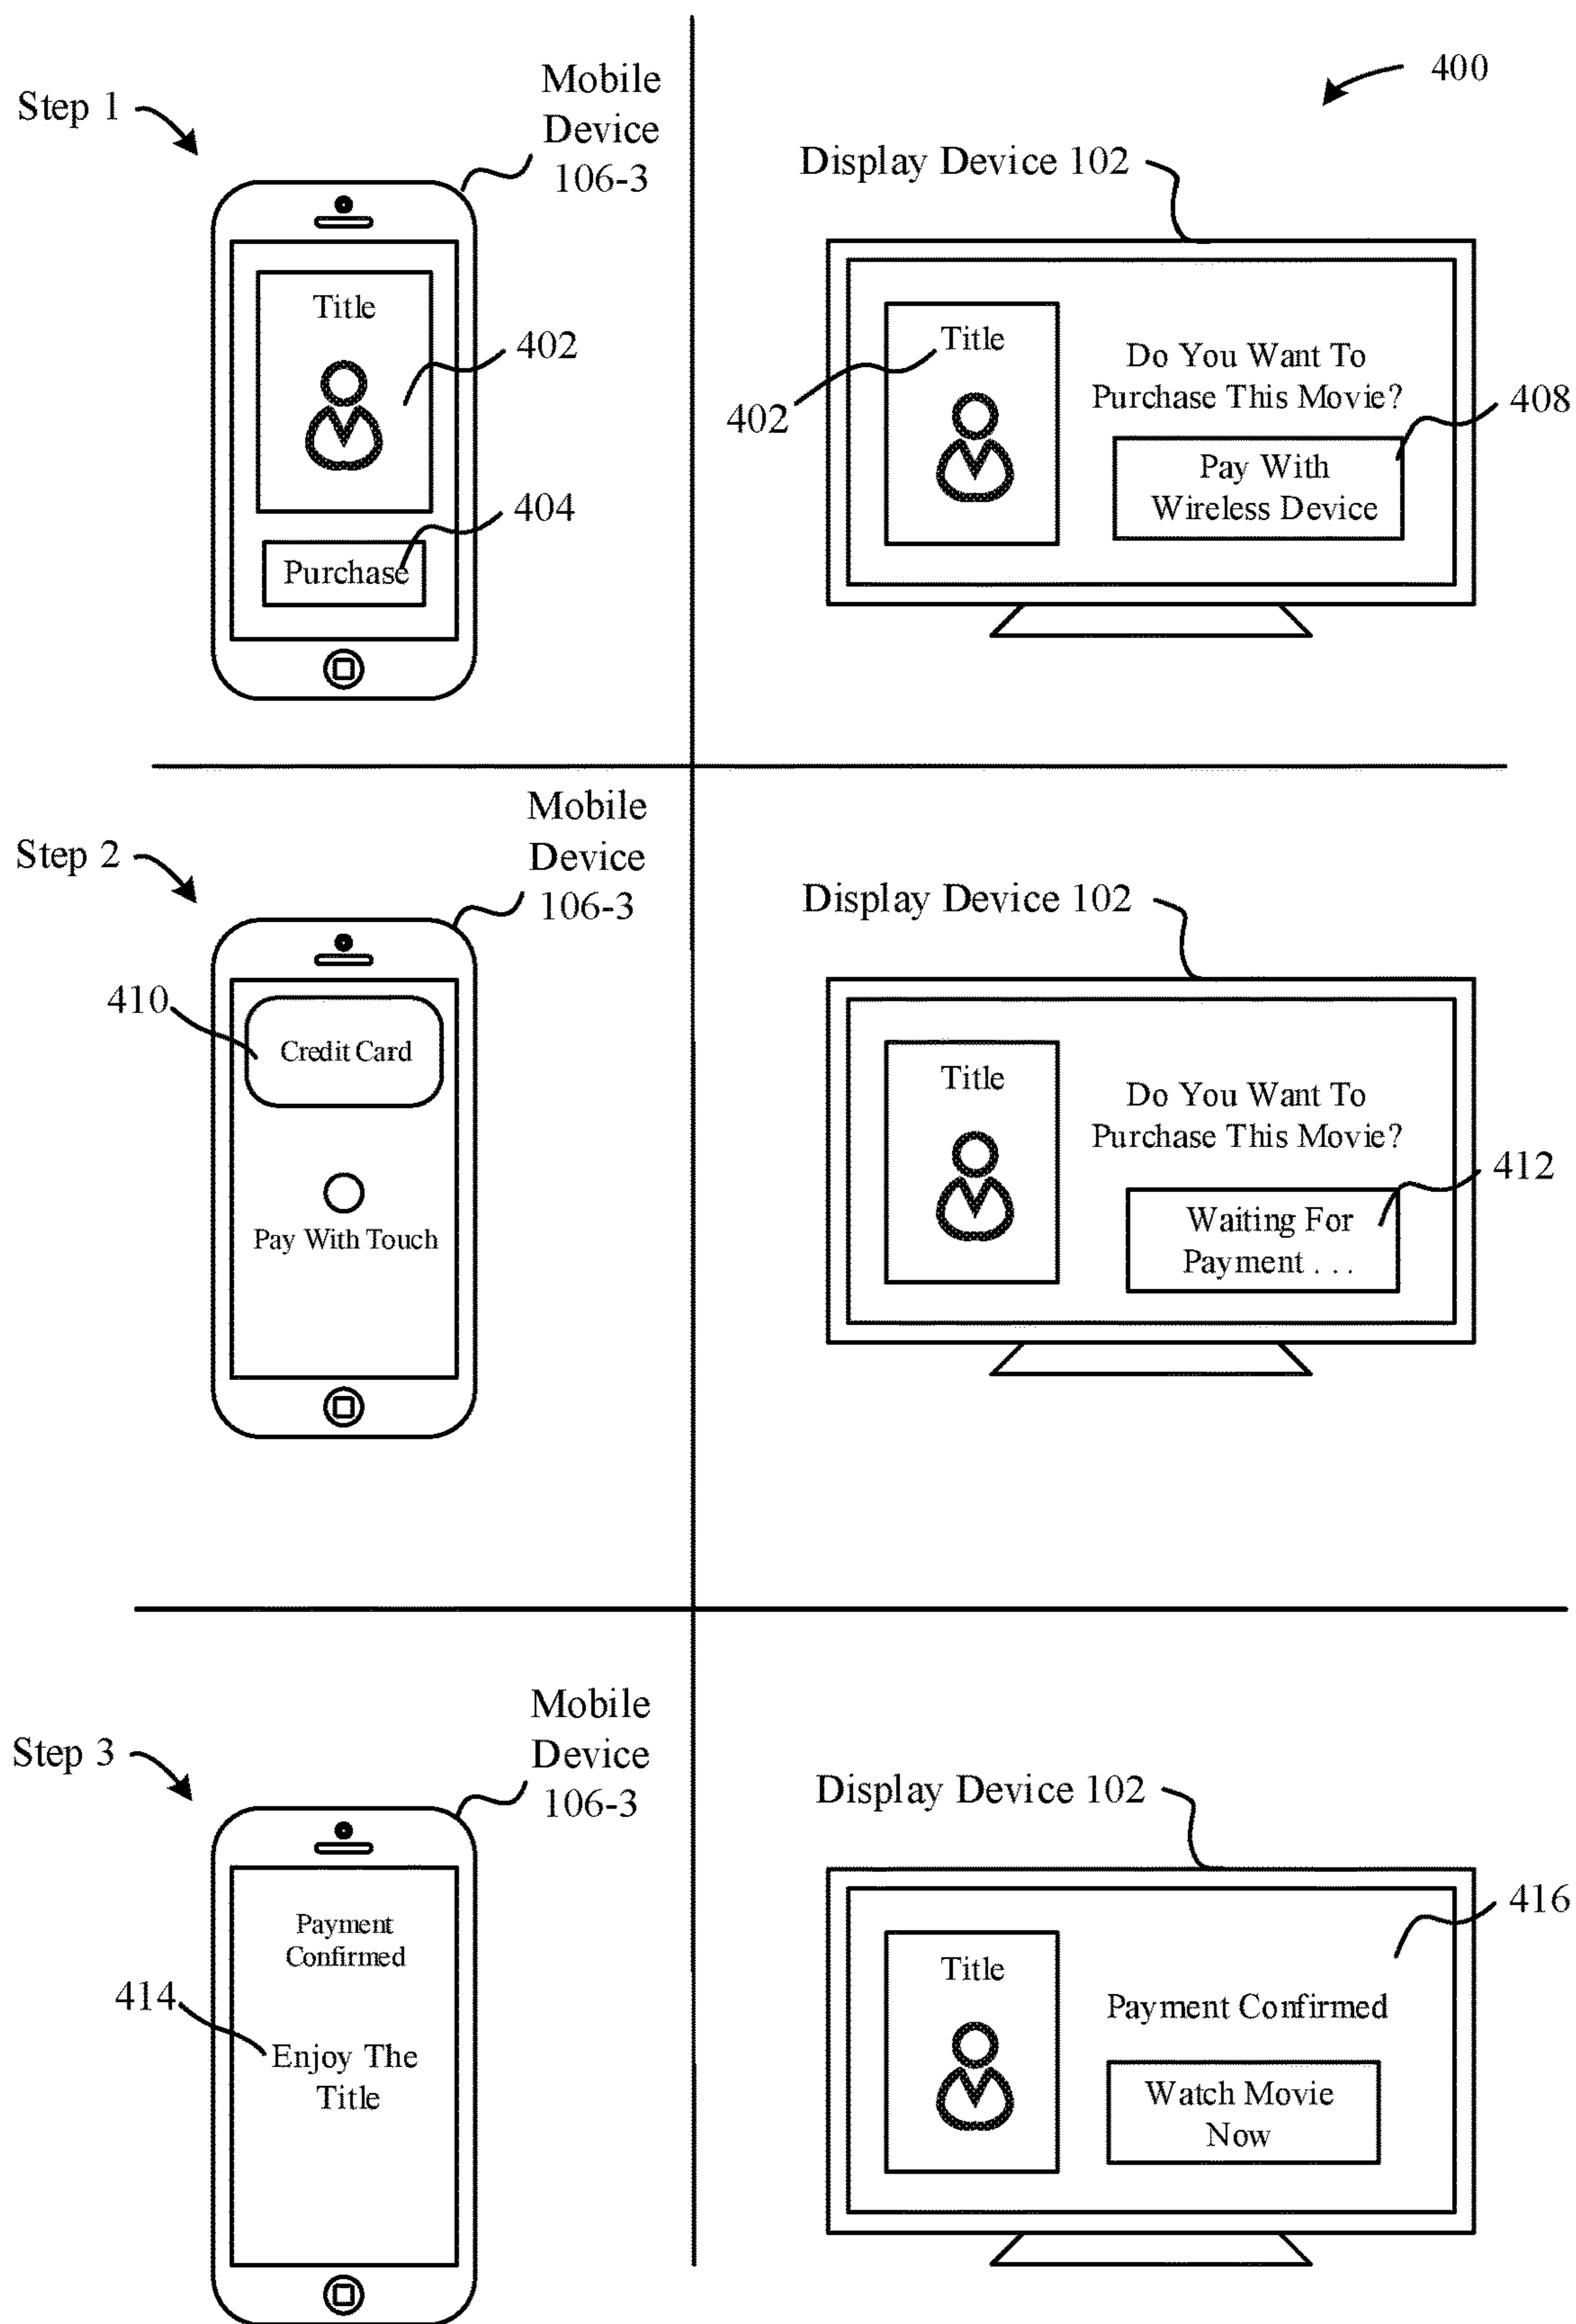 Step 1
Mobile
Device
106-3
Title
402
404
Purchase
400
Display Device 102
Title
402
Do You Want To
Purchase This Movie?
408
Pay With
Wireless Device
Step 2
Mobile
Device
106-3
410
Credit Card
Pay With Touch
Display Device 102
Title
Do You Want To
Purchase This Movie?
412
Waiting For
Payment . . .
Step 3
Mobile
Device
106-3
Payment
Confirmed
414
Enjoy The
Title
Display Device 102
416
Title
Payment Confirmed
Watch Movie
Now